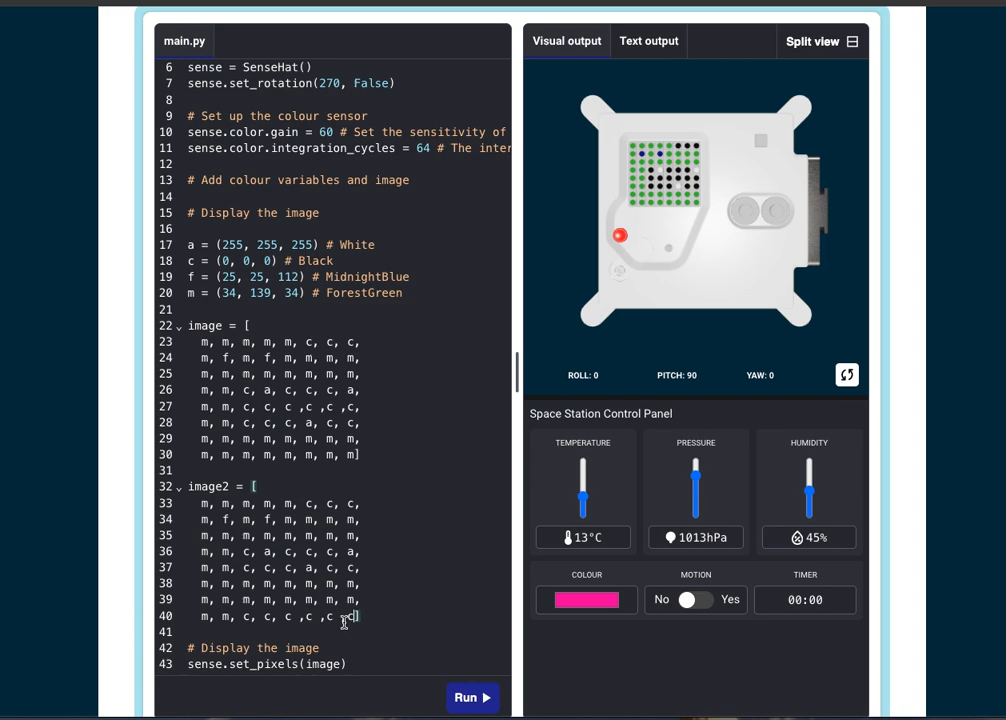 main.py
6 sense = SenseHat()
7 sense.set_rotation(270, False)
8
9 # Set up the colour sensor
10 sense.color.gain = 60 # Set the sensitivity of
11 sense.color.integration_cycles = 64 # The inter
12
13 # Add colour variables and image
14
15 # Display the image
16
17 a = (255, 255, 255) # White
18 c = (0, 0, 0) # Black
19 f = (25, 25, 112) # MidnightBlue
20 m = (34, 139, 34) # ForestGreen
21
22 image = [
23 m, m, m, m, m, c, c, c,
24 m, f, m, f, m, m, m, m,
25 m, m, m, m, m, m, m, m,
26 m, m, c, a, c, c, c, a,
27 m, m, c, c, c ,c ,c ,c,
28 m, m, c, c, c, a, c, c,
29 m, m, m, m, m, m, m, m,
30 m, m, m, m, m, m, m, m]
31
32 image2 = [
33 m, m, m, m, m, c, c, c,
34 m, f, m, f, m, m, m, m,
35 m, m, m, m, m, m, m, m,
36 m, m, c, a, c, c, c, a,
37 m, m, c, c, c, a, c, c,
38 m, m, m, m, m, m, m, m,
39 m, m, m, m, m, m, m, m,
40 m, m, c, c, c ,c ,c ,c]
41
42 # Display the image
43 sense.set_pixels(image)
Run
Visual output Text output Split view
ROLL: 0 PITCH: 90 YAW: 0
Space Station Control Panel
TEMPERATURE PRESSURE HUMIDITY
13°C 1013hPa 45%
COLOUR MOTION TIMER
No Yes 00:00